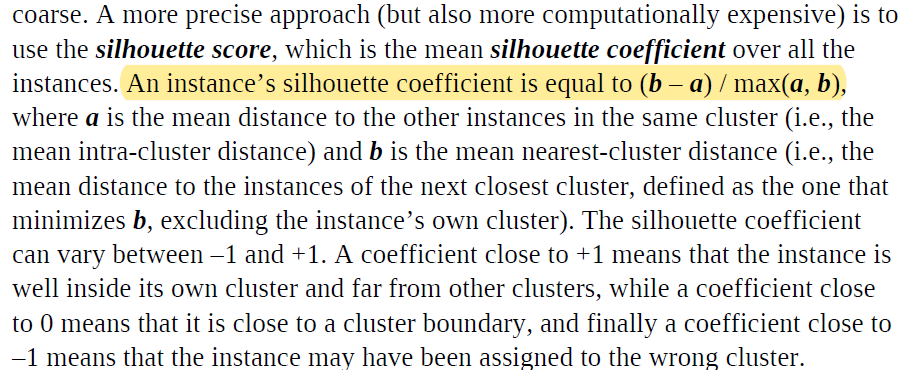 coarse. A more precise approach (but also more computationally expensive) is to
use the silhouette score, which is the mean silhouette coefficient over all the
instances. An instance’s silhouette coefficient is equal to (b – a) / max(a, b),
where a is the mean distance to the other instances in the same cluster (i.e., the
mean intra-cluster distance) and b is the mean nearest-cluster distance (i.e., the
mean distance to the instances of the next closest cluster, defined as the one that
minimizes b, excluding the instance’s own cluster). The silhouette coefficient
can vary between –1 and +1. A coefficient close to +1 means that the instance is
well inside its own cluster and far from other clusters, while a coefficient close
to 0 means that it is close to a cluster boundary, and finally a coefficient close to
–1 means that the instance may have been assigned to the wrong cluster.